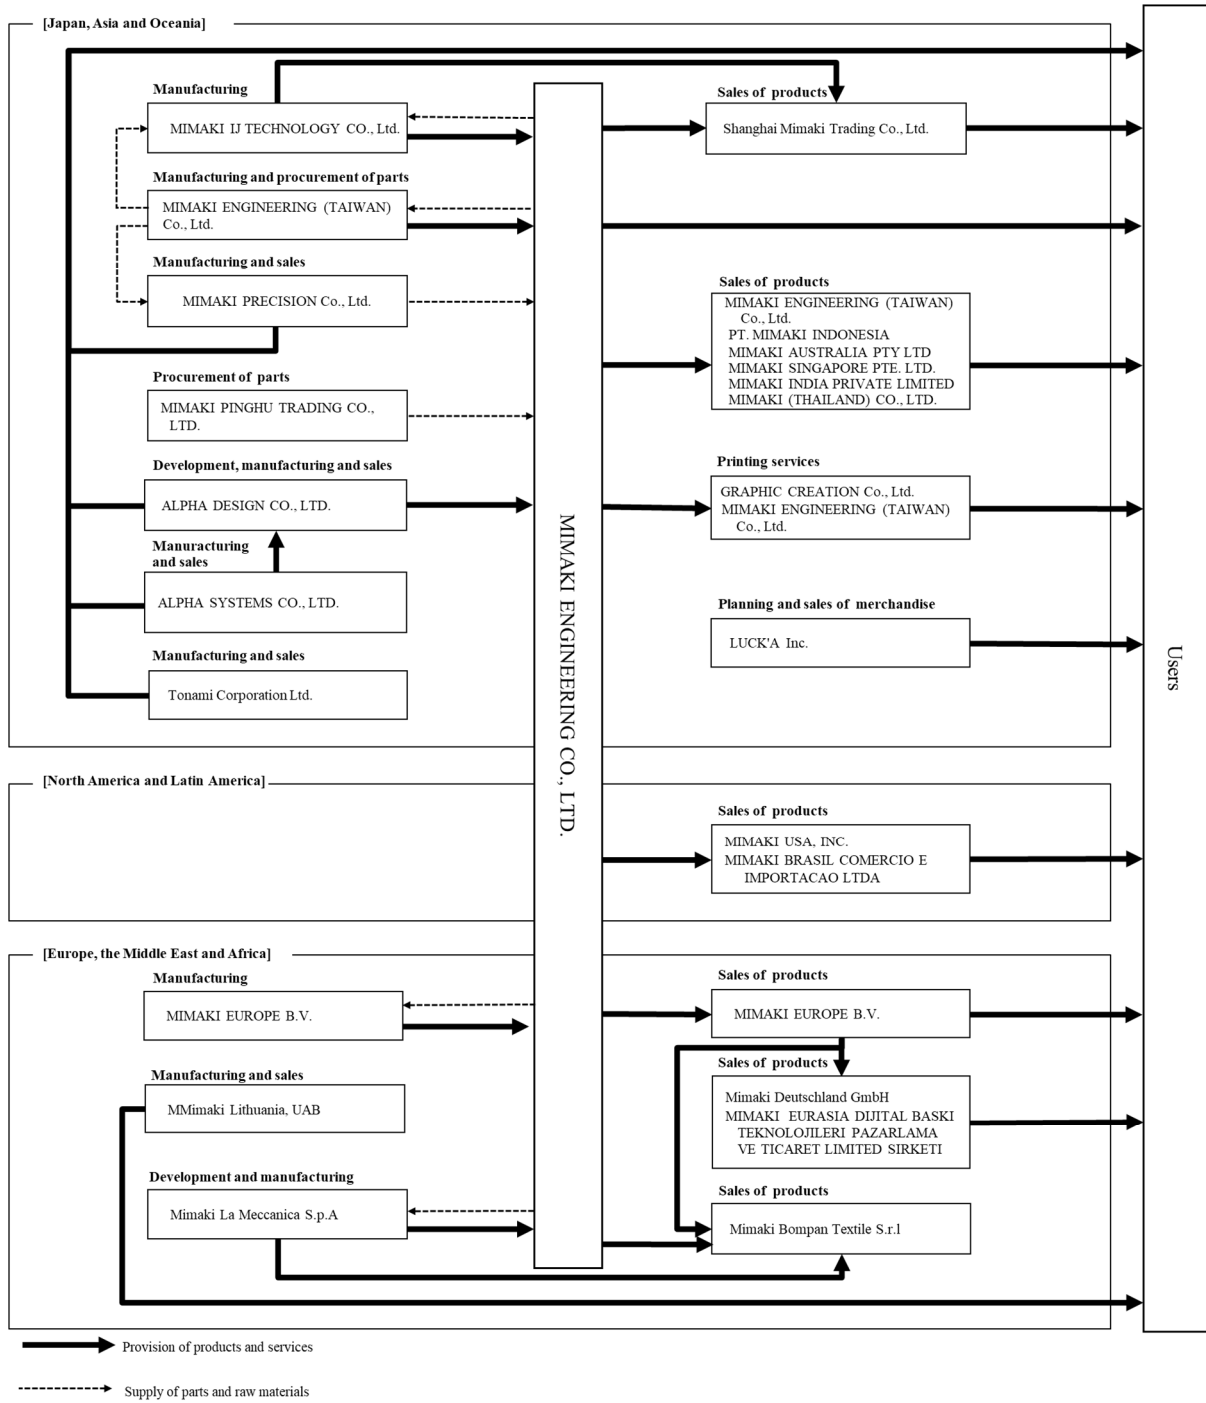 [Japan, Asia and Oceania]
Manufacturing
MIMAKI IJ TECHNOLOGY CO., Ltd.
Manufacturing and procurement of parts
MIMAKI ENGINEERING (TAIWAN)
Co., Ltd.
Manufacturing and sales
MIMAKI PRECISION Co., Ltd.
Procurement of parts
MIMAKI PINGHU TRADING CO.,
LTD.
Development, manufacturing and sales
ALPHA DESIGN CO., LTD.
Manuracturing
and sales
ALPHA SYSTEMS CO., LTD.
Manufacturing and sales
Tonami Corporation Ltd.
MIMAKI ENGINEERING CO., LTD.
Sales of products
Shanghai Mimaki Trading Co., Ltd.
Sales of products
MIMAKI ENGINEERING (TAIWAN)
Co., Ltd.
PT. MIMAKI INDONESIA
MIMAKI AUSTRALIA PTY LTD
MIMAKI SINGAPORE PTE. LTD.
MIMAKI INDIA PRIVATE LIMITED
MIMAKI (THAILAND) CO., LTD.
Printing services
GRAPHIC CREATION Co., Ltd.
MIMAKI ENGINEERING (TAIWAN)
Co., Ltd.
Planning and sales of merchandise
LUCK'A Inc.
Users
[North America and Latin America]
Sales of products
MIMAKI USA, INC.
MIMAKI BRASIL COMERCIO E
IMPORTACAO LTDA
[Europe, the Middle East and Africa]
Manufacturing
MIMAKI EUROPE B.V.
Manufacturing and sales
MMimaki Lithuania, UAB
Development and manufacturing
Mimaki La Meccanica S.p.A
Sales of products
MIMAKI EUROPE B.V.
Sales of products
Mimaki Deutschland GmbH
MIMAKI EURASIA DIJITAL BASKI
TEKNOLOJILERI PAZARLAMA
VE TICARET LIMITED SIRKETI
Sales of products
Mimaki Bompan Textile S.r.l
Provision of products and services
Supply of parts and raw materials